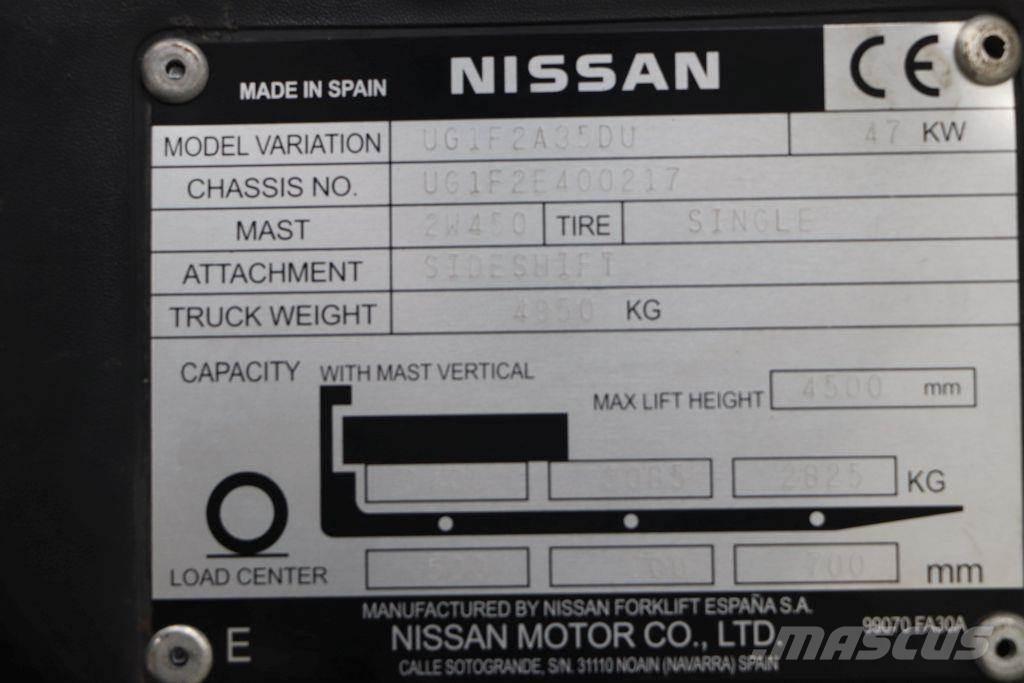 MADE IN SPAIN NISSAN CE
MODEL VARIATION UG1F2A35DU 47 KW
CHASSIS NO. UG1F2E400217
MAST 2W450 TIRE SINGLE
ATTACHMENT SIDESHIFT
TRUCK WEIGHT KG
CAPACITY WITH MAST VERTICAL
MAX LIFT HEIGHT 4500 mm
2825 KG
LOAD CENTER 700 mm
MANUFACTURED BY NISSAN FORKLIFT ESPAÑA S.A.
E NISSAN MOTOR CO., LTD. 99070 FA30A
CALLE SOTOGRANDE, S/N. 31110 NOAIN (NAVARRA) SPAIN
MASCUS